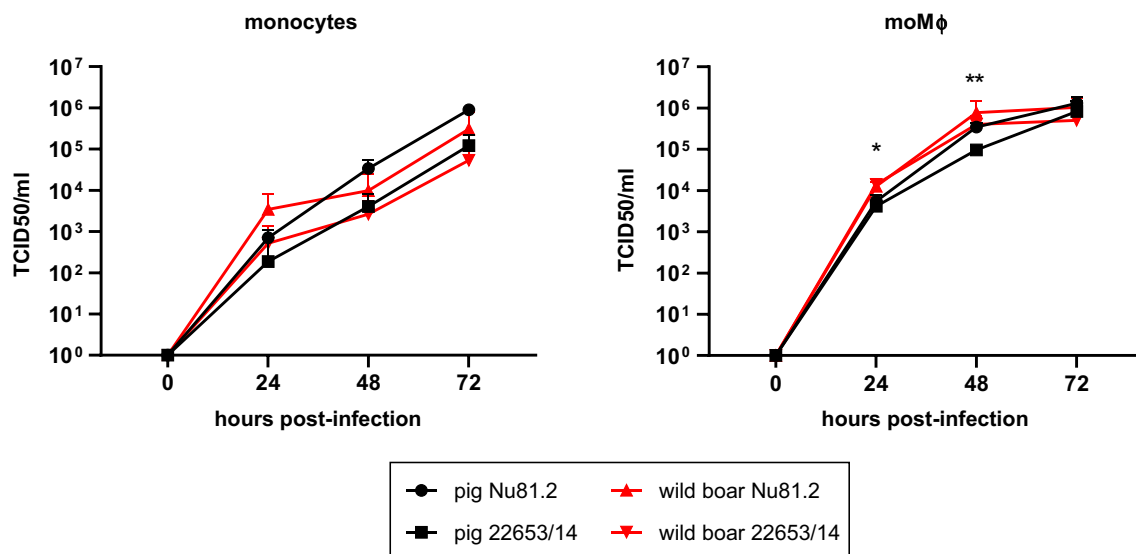 monocytes
TCID50/ml
10⁷
10⁶
10⁵
10⁴
10³
10²
10¹
10⁰
0 24 48 72
hours post-infection
moMϕ
TCID50/ml
10⁷
10⁶
10⁵
10⁴
10³
10²
10¹
10⁰
*
**
0 24 48 72
hours post-infection
pig Nu81.2 wild boar Nu81.2
pig 22653/14 wild boar 22653/14